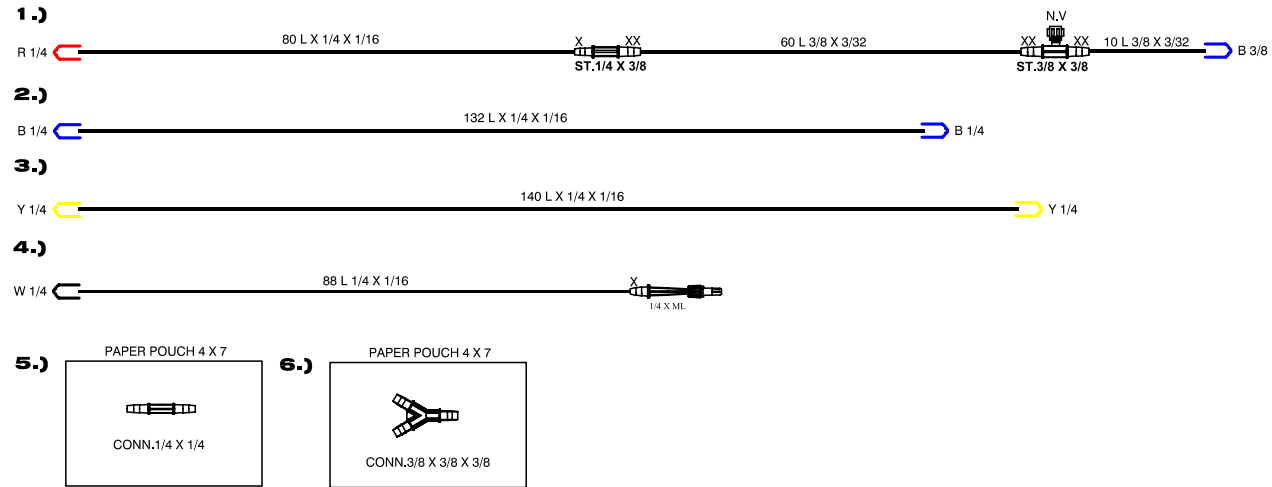 1.)
R 1/4
80 L X 1/4 X 1/16
X
XX
ST.1/4 X 3/8
60 L 3/8 X 3/32
N.V
XX
XX
ST.3/8 X 3/8
10 L 3/8 X 3/32
B 3/8
2.)
B 1/4
132 L X 1/4 X 1/16
B 1/4
3.)
Y 1/4
140 L X 1/4 X 1/16
Y 1/4
4.)
W 1/4
88 L 1/4 X 1/16
X
1/4 X ML
5.)
PAPER POUCH 4 X 7
CONN.1/4 X 1/4
6.)
PAPER POUCH 4 X 7
CONN.3/8 X 3/8 X 3/8